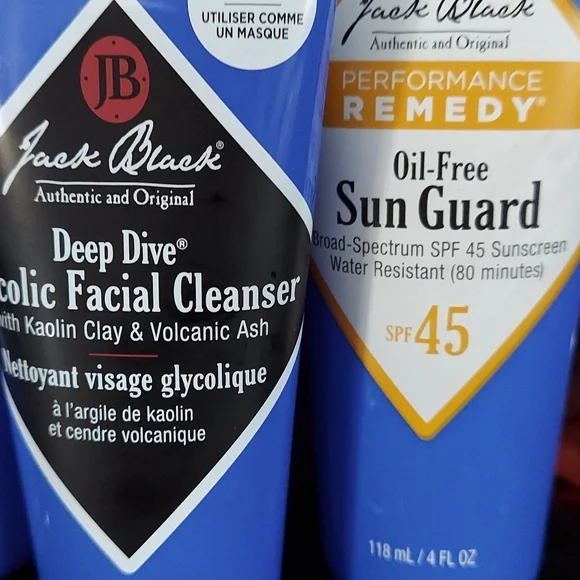 UTILISER COMME
UN MASQUE
JB
Jack Black®
Authentic and Original
Deep Dive®
colic Facial Cleanser
with Kaolin Clay & Volcanic Ash
Nettoyant visage glycolique
à l'argile de kaolin
et cendre volcanique
Jack Black
Authentic and Original
PERFORMANCE
REMEDY®
Oil-Free
Sun Guard
Broad-Spectrum SPF 45 Sunscreen
Water Resistant (80 minutes)
SPF 45
118 mL / 4 FL OZ